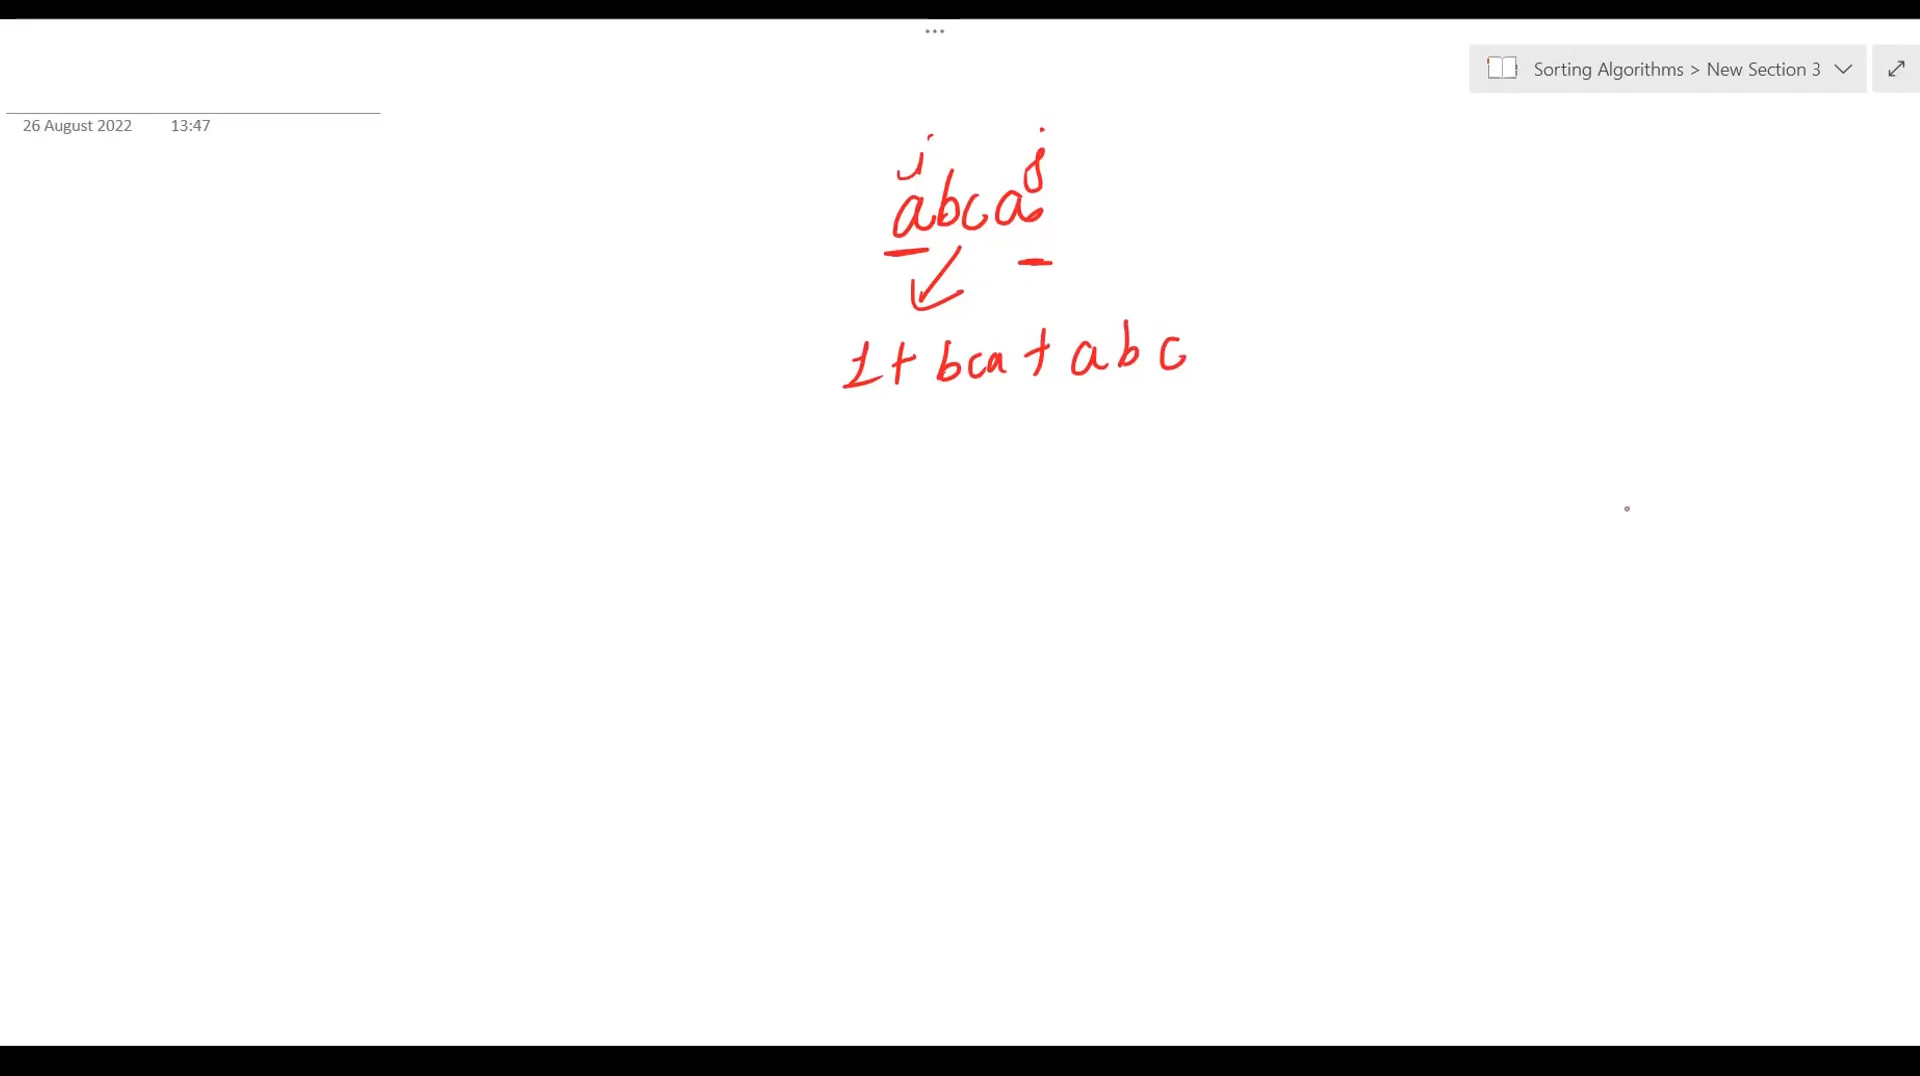 Sorting Algorithms > New Section 3
26 August 2022 13:47
i j
abca
1+ bca + abc